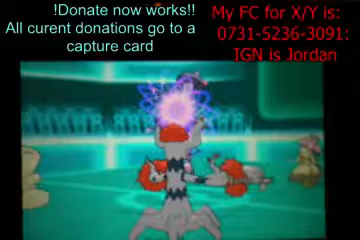 !Donate now works!!
All curent donations go to a
capture card
My FC for X/Y is:
0731-5236-3091:
IGN is Jordan